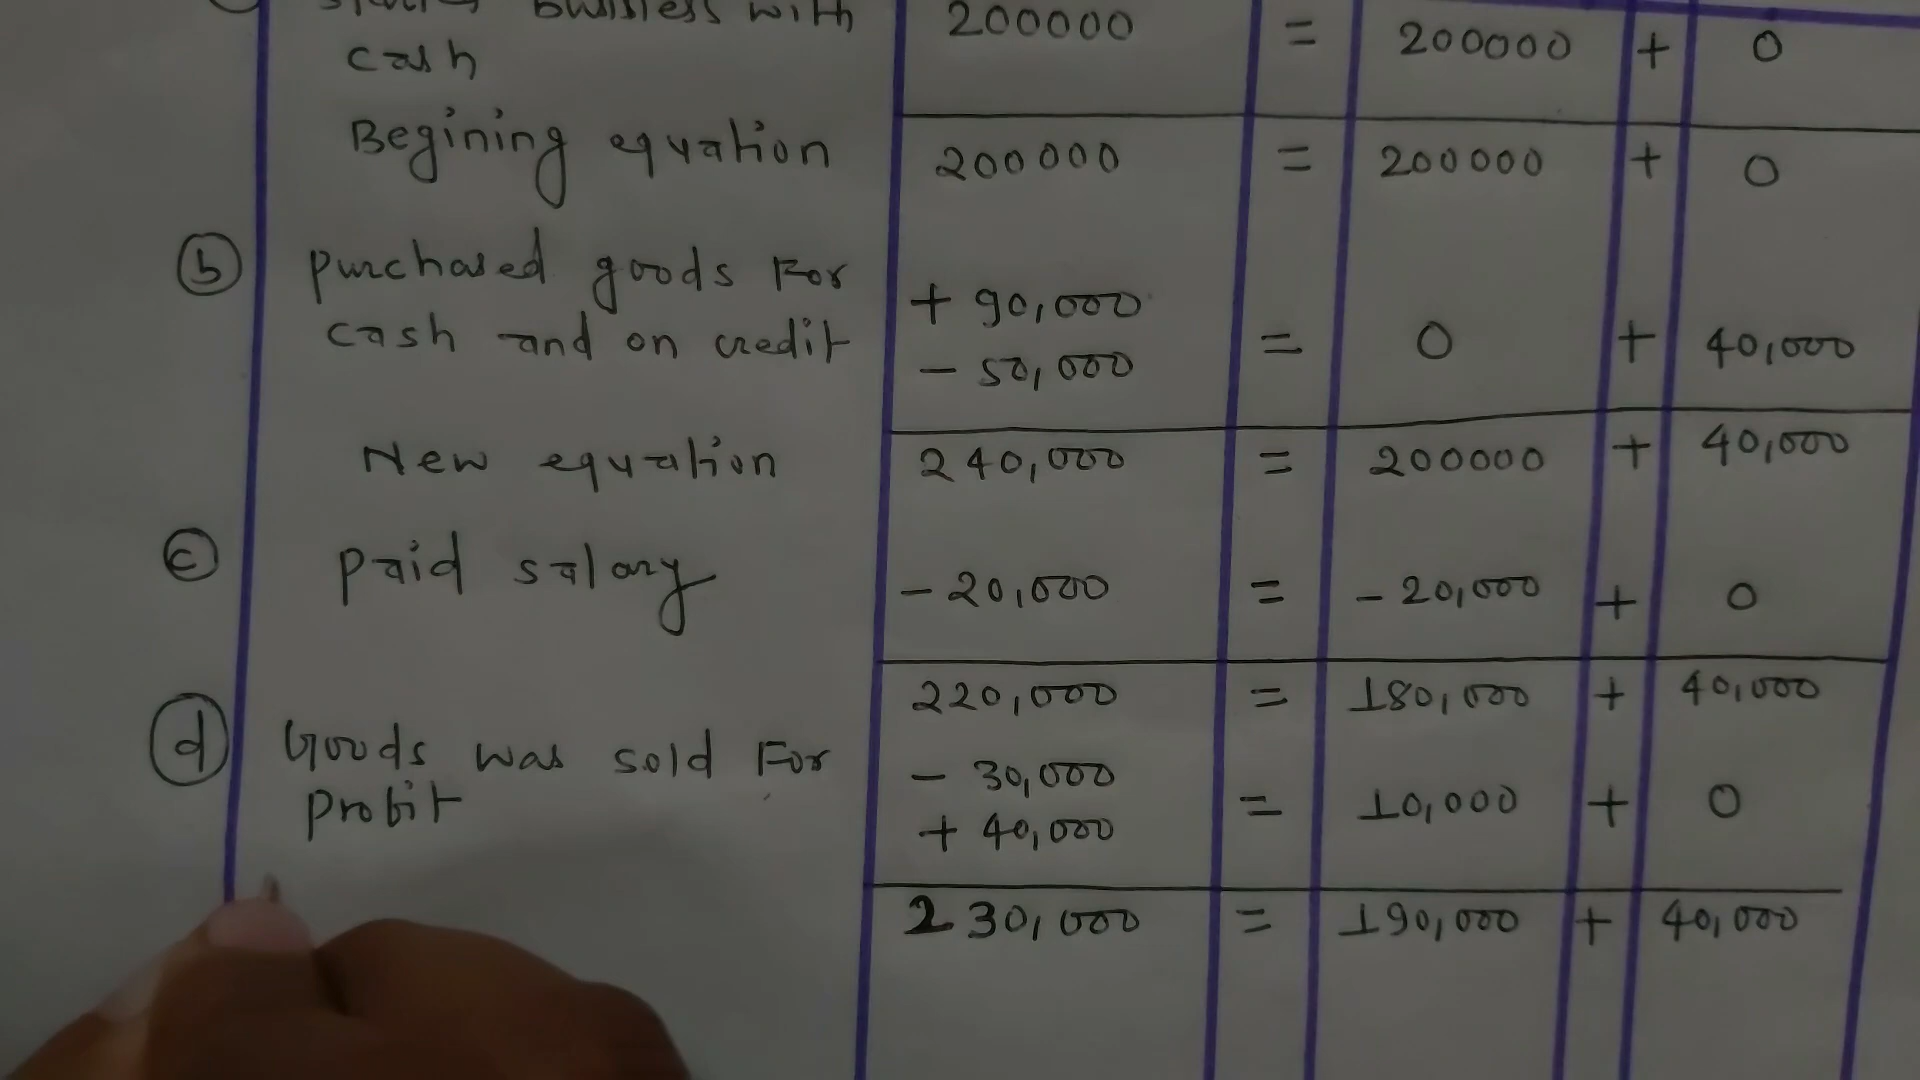 business with 200000 = 200000 + 0
cash
Begining equation 200000 = 200000 + 0
b purchased goods For + 90,000
cash and on credit - 50,000 = 0 + 40,000
New equation 240,000 = 200000 + 40,000
c paid salary - 20,000 = - 20,000 + 0
220,000 = 180,000 + 40,000
d Goods was sold For - 30,000
Profit + 40,000 = 10,000 + 0
230,000 = 190,000 + 40,000